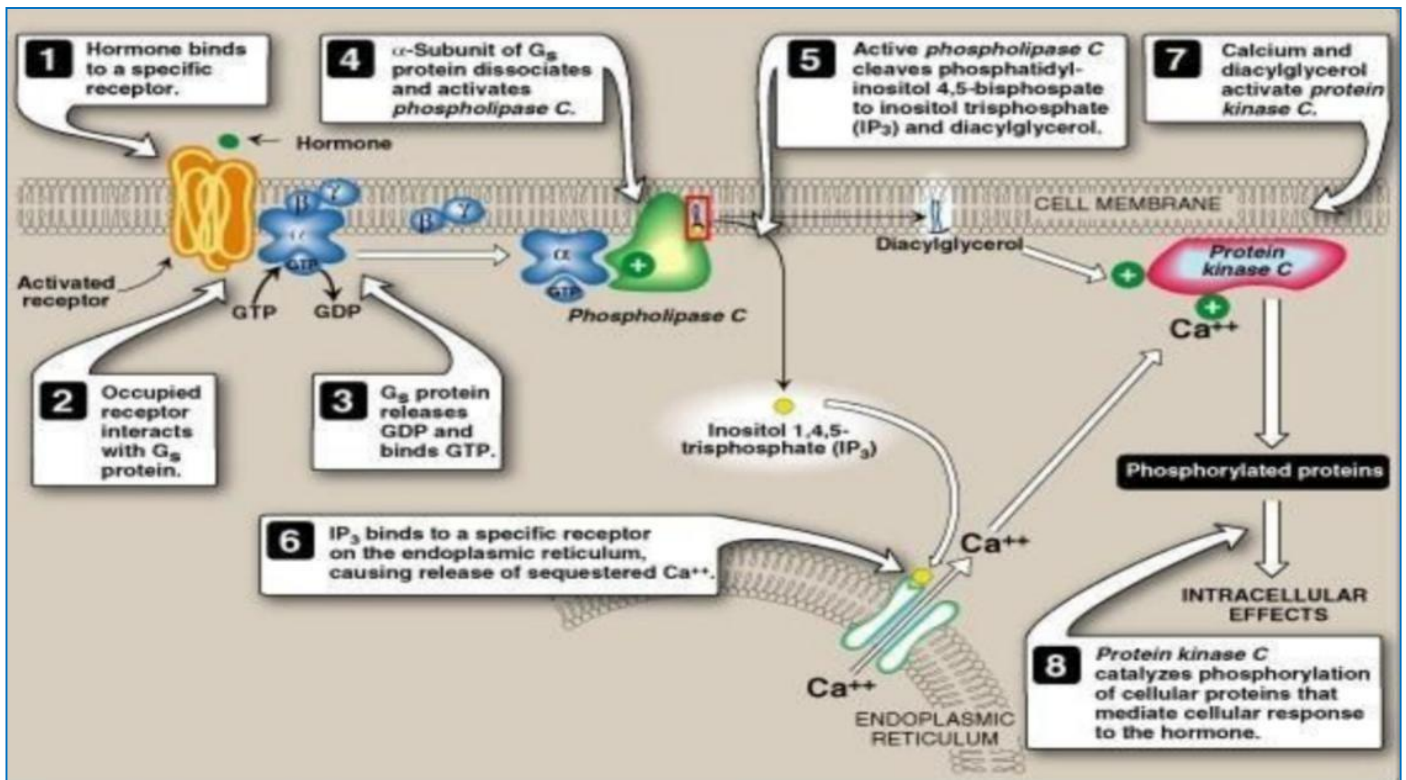 1
Hormone binds
to a specific
receptor.
4
α-Subunit of Gs
protein dissociates
and activates
phospholipase C.
5
Active phospholipase C
cleaves phosphatidyl-
inositol 4,5-bisphospate
to inositol trisphosphate
(IP3) and diacylglycerol.
7
Calcium and
diacylglycerol
activate protein
kinase C.
Hormone
β γ
α
GTP
β γ
α
GTP
+
CELL MEMBRANE
Diacylglycerol
Protein
kinase C
+
+
Ca++
Activated
receptor
GTP
GDP
Phospholipase C
2
Occupied
receptor
interacts
with Gs
protein.
3
Gs protein
releases
GDP and
binds GTP.
Inositol 1,4,5-
trisphosphate (IP3)
Phosphorylated proteins
6
IP3 binds to a specific receptor
on the endoplasmic reticulum,
causing release of sequestered Ca++.
Ca++
Ca++
ENDOPLASMIC
RETICULUM
INTRACELLULAR
EFFECTS
8
Protein kinase C
catalyzes phosphorylation
of cellular proteins that
mediate cellular response
to the hormone.